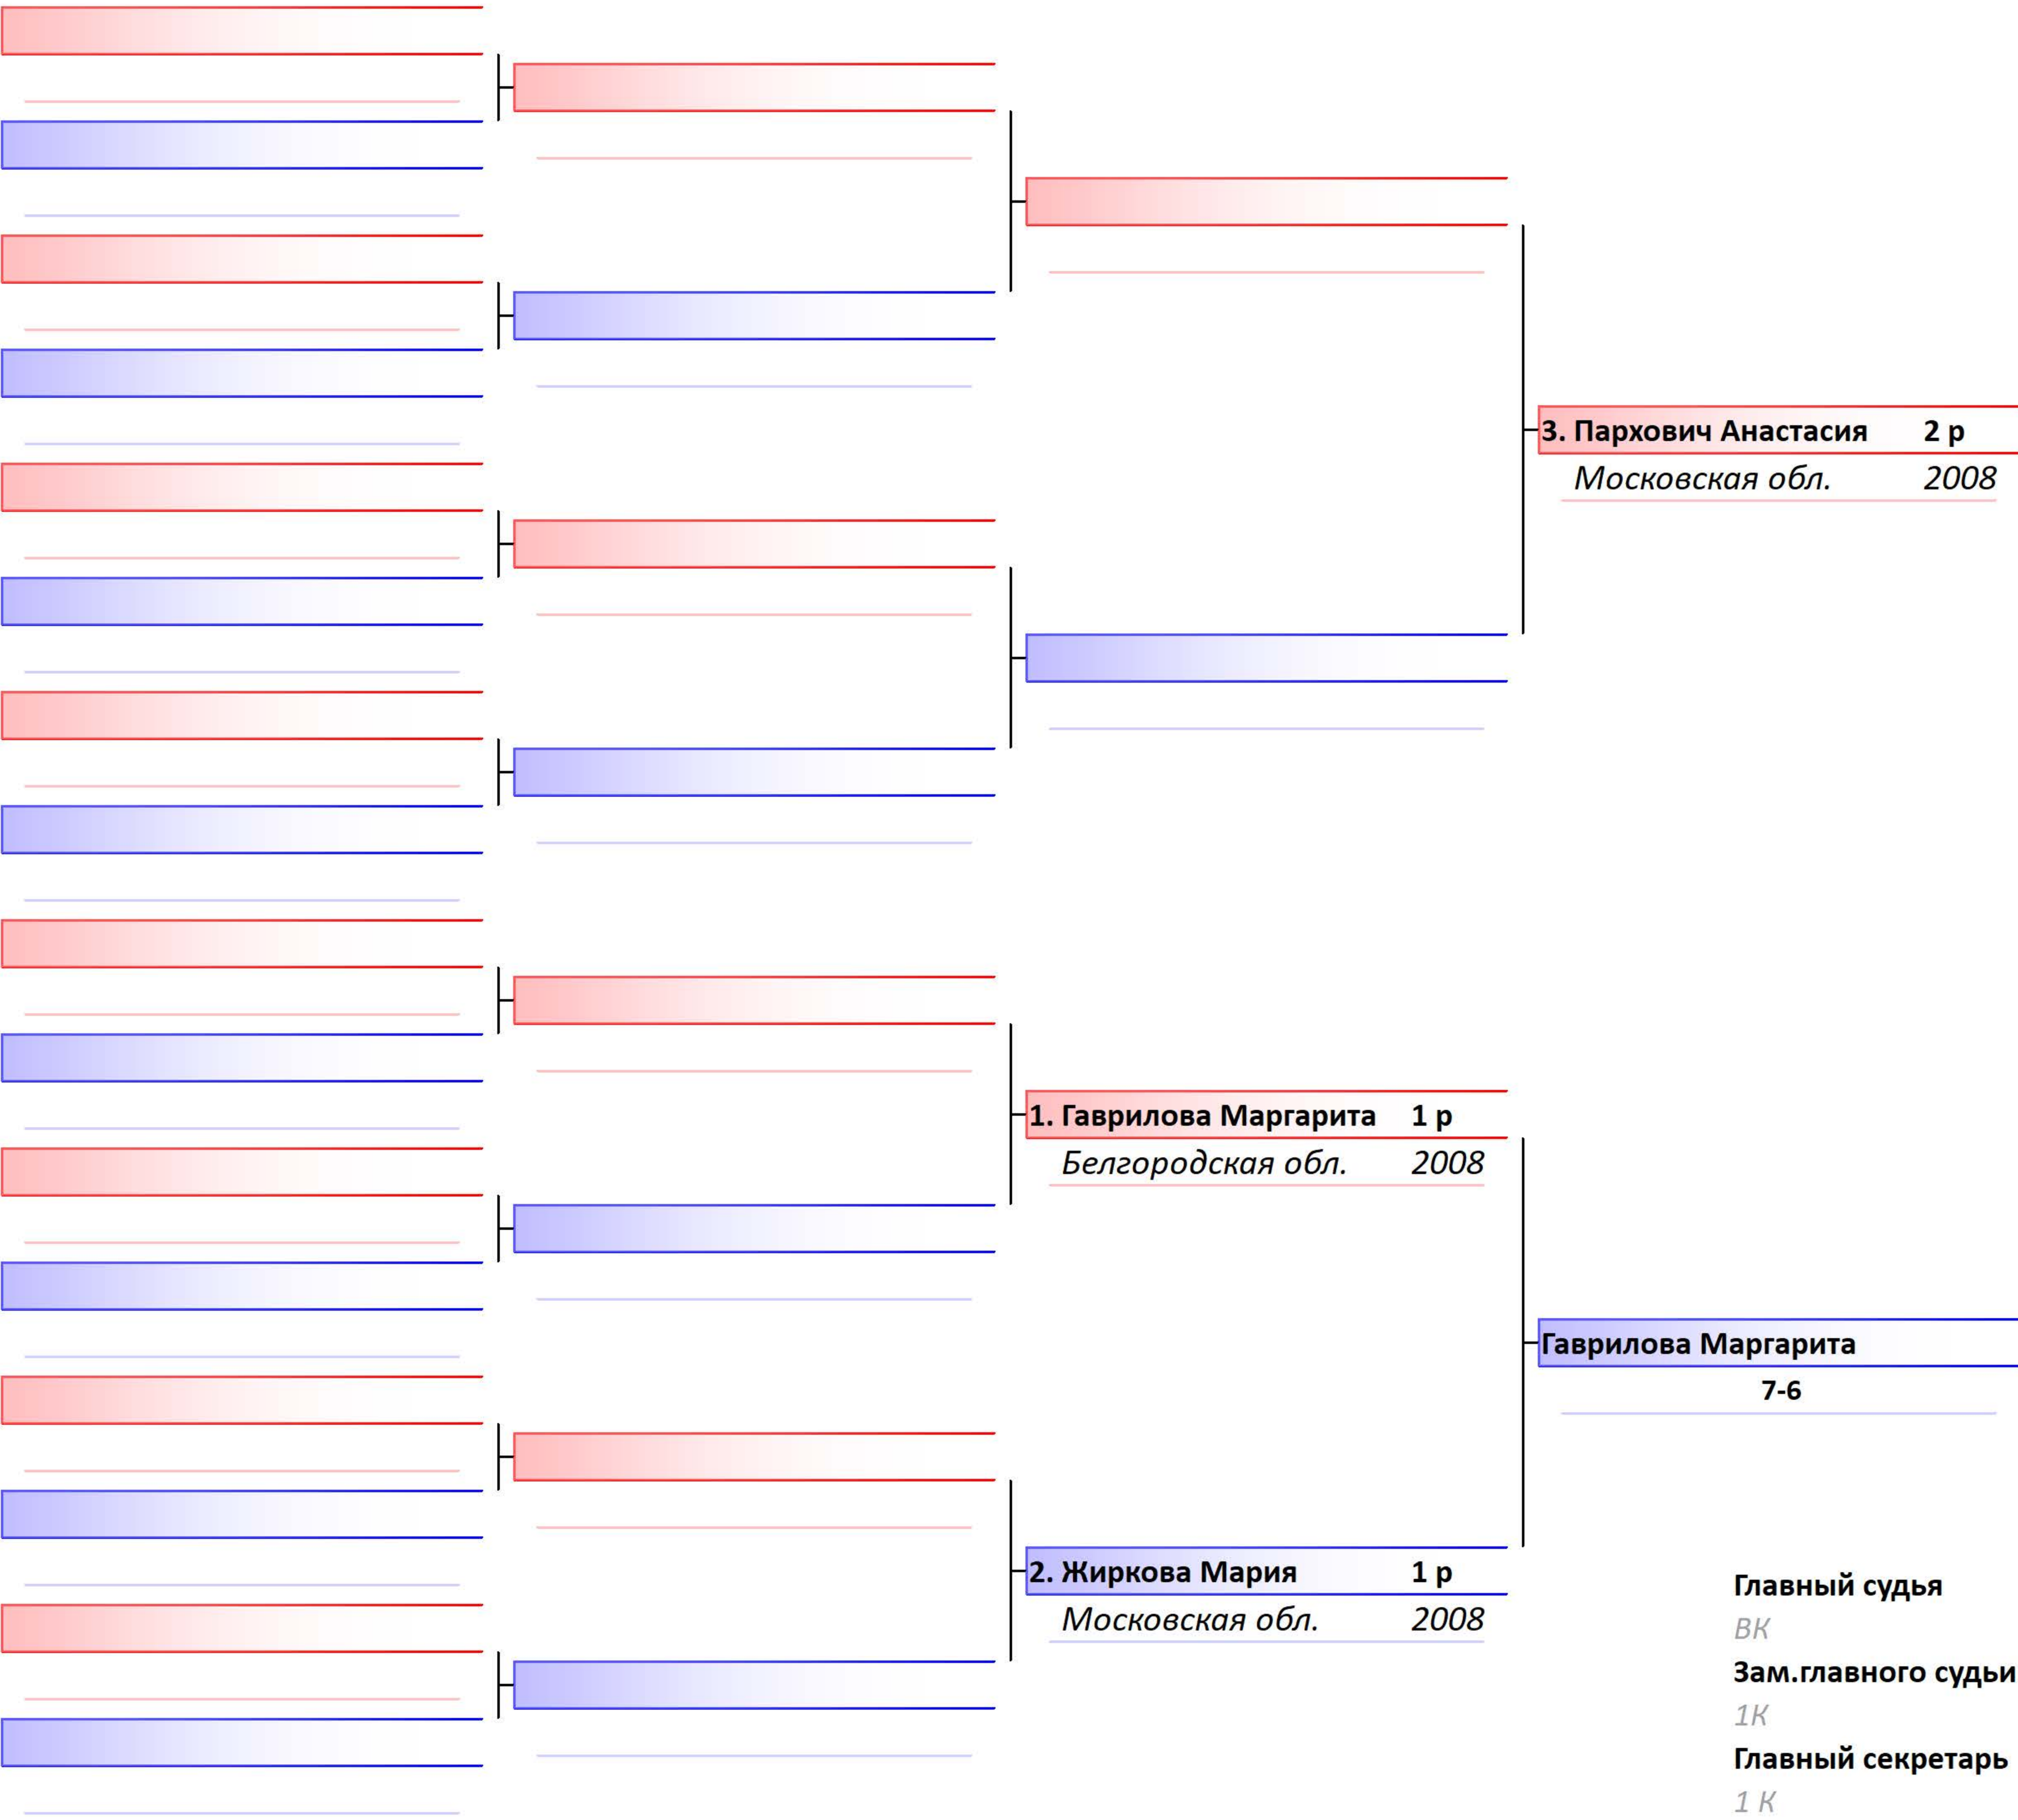 3. Пархович Анастасия 2 р
Московская обл. 2008
1. Гаврилова Маргарита 1 р
Белгородская обл. 2008
Гаврилова Маргарита
7-6
2. Жиркова Мария 1 р
Московская обл. 2008
Главный судья
ВК
Зам.главного судьи
1К
Главный секретарь
1 К